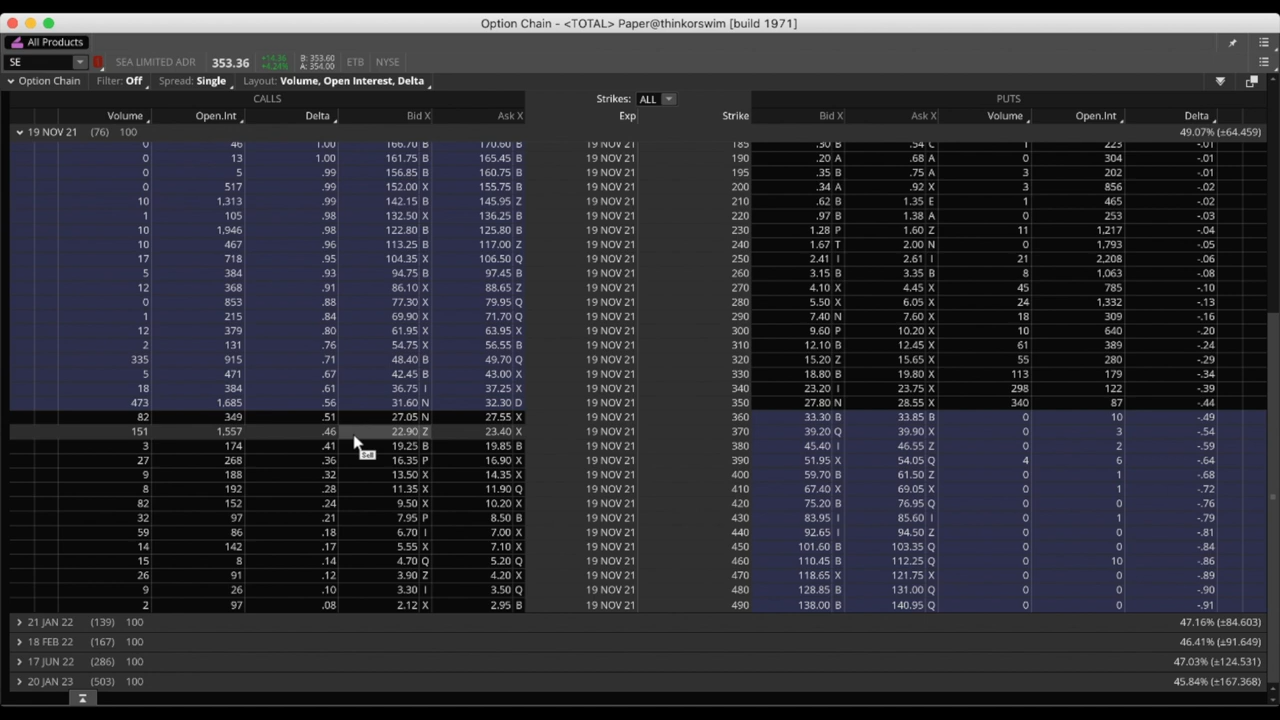 Option Chain - <TOTAL> Paper@thinkorswim [build 1971]
All Products
SE SEA LIMITED ADR 353.36 +14.36 +4.24% B: 353.60 A: 354.00 ETB NYSE
Option Chain Filter: Off Spread: Single Layout: Volume, Open Interest, Delta
CALLS Strikes: ALL PUTS
Volume Open.Int Delta Bid X Ask X Exp Strike Bid X Ask X Volume Open.Int Delta
19 NOV 21 (76) 100 49.07% (±64.459)
0 46 1.00 166.70 B 170.60 B 19 NOV 21 185 .30 B .54 C 1 223 -.01
0 13 1.00 161.75 B 165.45 B 19 NOV 21 190 .20 A .68 A 0 304 -.01
0 5 .99 156.85 B 160.75 B 19 NOV 21 195 .35 B .75 A 3 202 -.01
0 517 .99 152.00 X 155.75 B 19 NOV 21 200 .34 A .92 X 3 856 -.02
10 1,313 .99 142.15 B 145.95 Z 19 NOV 21 210 .62 B 1.35 E 1 465 -.02
1 105 .98 132.50 X 136.25 B 19 NOV 21 220 .97 B 1.38 A 0 253 -.03
10 1,946 .98 122.80 B 125.80 B 19 NOV 21 230 1.28 P 1.60 Z 11 1,217 -.04
10 467 .96 113.25 B 117.00 Z 19 NOV 21 240 1.67 T 2.00 N 0 1,793 -.05
17 718 .95 104.35 X 106.50 Q 19 NOV 21 250 2.41 I 2.61 I 21 2,208 -.06
5 384 .93 94.75 B 97.45 B 19 NOV 21 260 3.15 B 3.35 B 8 1,063 -.08
12 368 .91 86.10 X 88.65 Z 19 NOV 21 270 4.10 X 4.45 X 45 785 -.10
0 853 .88 77.30 X 79.95 Q 19 NOV 21 280 5.50 X 6.05 X 24 1,332 -.13
1 215 .84 69.90 X 71.70 Q 19 NOV 21 290 7.40 N 7.60 X 18 309 -.16
12 379 .80 61.95 X 63.95 X 19 NOV 21 300 9.60 P 10.20 X 10 640 -.20
2 131 .76 54.75 X 56.55 B 19 NOV 21 310 12.10 B 12.45 X 61 389 -.24
335 915 .71 48.40 B 49.70 Q 19 NOV 21 320 15.20 Z 15.65 X 55 280 -.29
5 471 .67 42.45 B 43.00 X 19 NOV 21 330 18.80 B 19.80 X 113 179 -.34
18 384 .61 36.75 I 37.25 X 19 NOV 21 340 23.20 I 23.75 X 298 122 -.39
473 1,685 .56 31.60 N 32.30 D 19 NOV 21 350 27.80 N 28.55 X 340 87 -.44
82 349 .51 27.05 N 27.55 X 19 NOV 21 360 33.30 B 33.85 B 0 10 -.49
151 1,557 .46 22.90 Z 23.40 X 19 NOV 21 370 39.20 Q 39.90 X 0 0 -.54
3 174 .41 19.25 B 19.85 B 19 NOV 21 380 45.40 I 46.55 Z 0 2 -.59
Sell
27 268 .36 16.35 P 16.90 X 19 NOV 21 390 51.95 X 54.05 Q 4 6 -.64
9 188 .32 13.50 X 14.35 X 19 NOV 21 400 59.70 B 61.50 Z 0 1 -.68
8 192 .28 11.35 X 11.90 Q 19 NOV 21 410 67.40 X 69.05 X 0 1 -.72
82 152 .24 9.50 X 10.20 X 19 NOV 21 420 75.20 B 76.95 Q 0 0 -.76
32 97 .21 7.95 P 8.50 B 19 NOV 21 430 83.95 I 85.60 I 0 1 -.79
59 86 .18 6.70 I 7.00 X 19 NOV 21 440 92.65 I 94.50 Z 0 0 -.81
14 142 .17 5.55 X 7.10 X 19 NOV 21 450 101.60 B 103.35 Q 0 0 -.84
15 8 .14 4.70 Q 5.20 Q 19 NOV 21 460 110.45 B 112.25 Q 0 10 -.86
26 91 .12 3.90 Z 4.20 X 19 NOV 21 470 118.65 X 121.75 X 0 0 -.89
9 26 .10 3.30 I 3.50 Q 19 NOV 21 480 128.85 B 131.00 Q 0 0 -.90
2 97 .08 2.12 X 2.95 B 19 NOV 21 490 138.00 B 140.95 Q 0 0 -.91
21 JAN 22 (139) 100 47.16% (±84.603)
18 FEB 22 (167) 100 46.41% (±91.649)
17 JUN 22 (286) 100 47.03% (±124.531)
20 JAN 23 (503) 100 45.84% (±167.368)